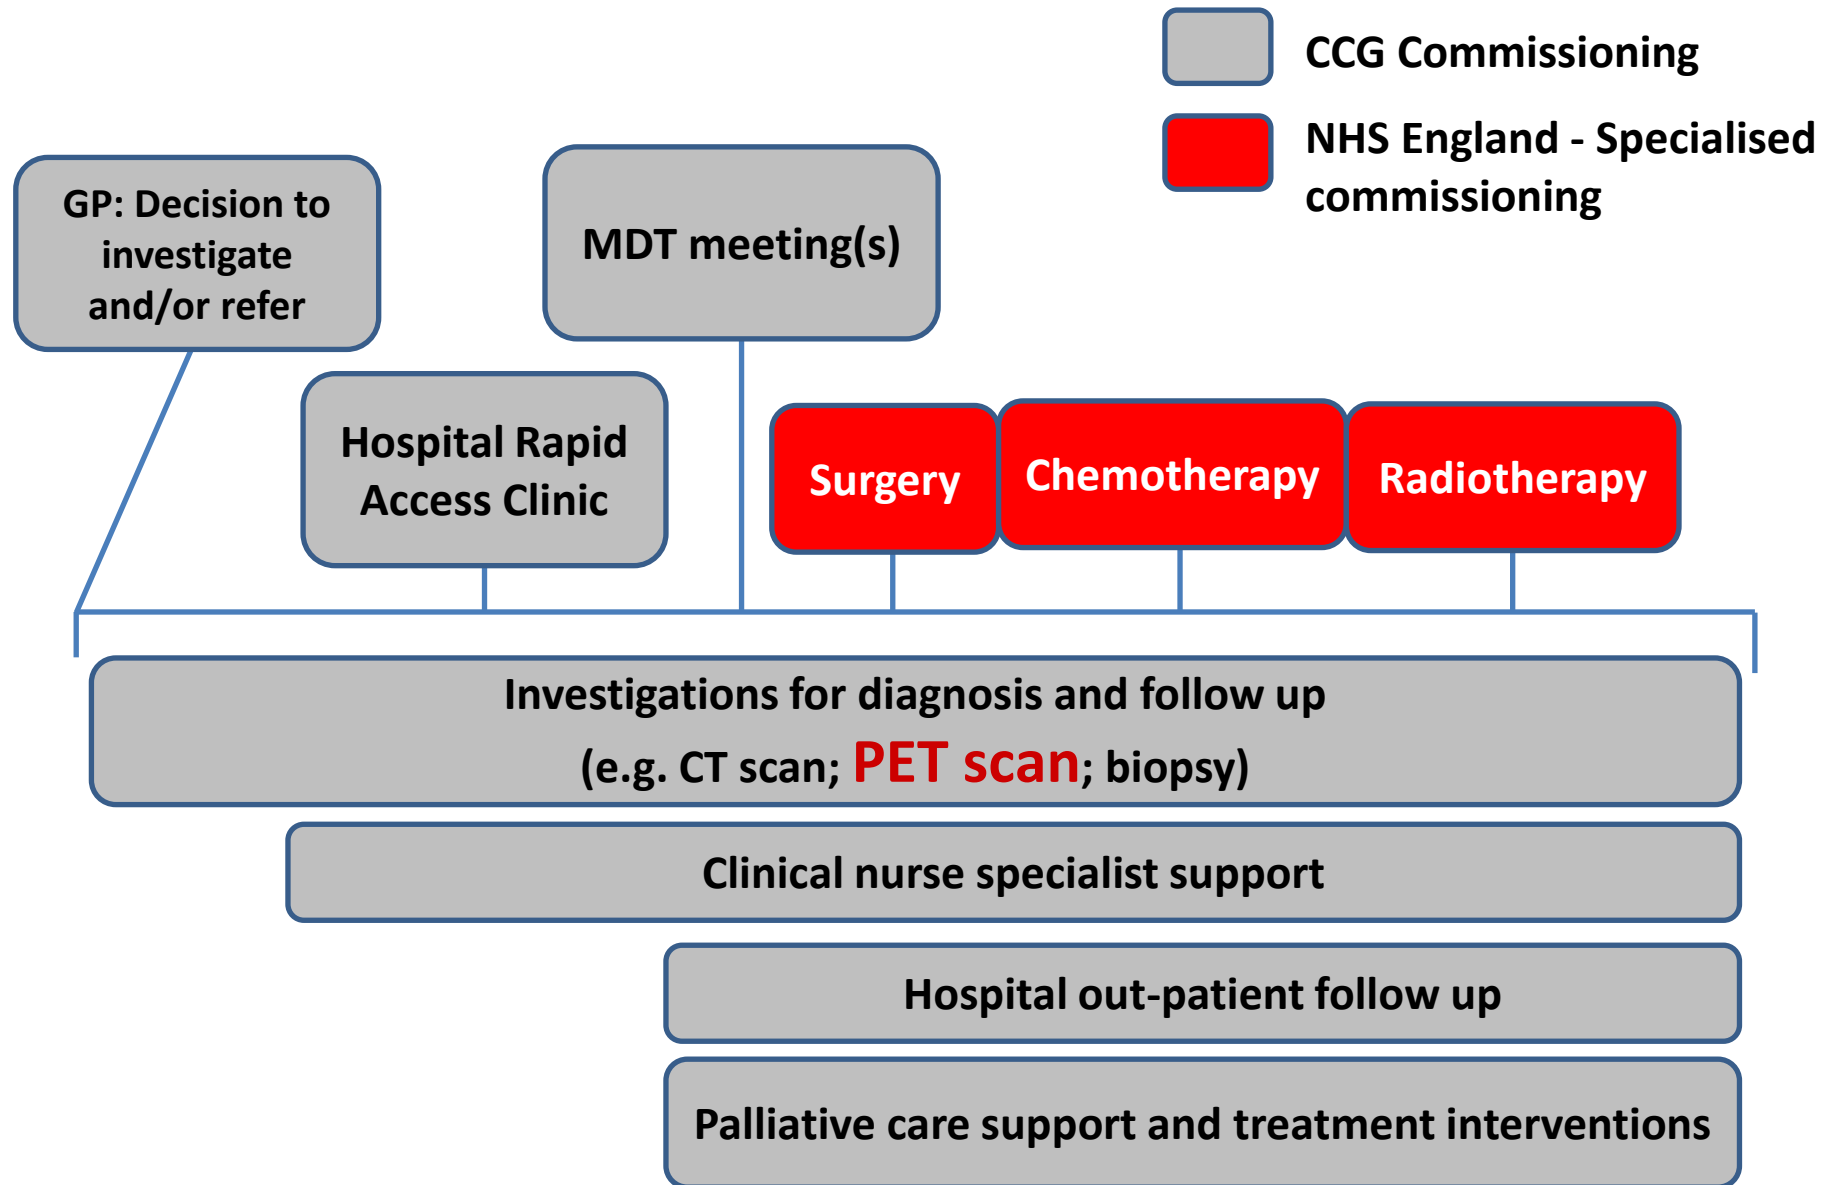 CCG Commissioning
NHS England - Specialised
commissioning
GP: Decision to
investigate
and/or refer
MDT meeting(s)
Hospital Rapid
Access Clinic
Surgery
Chemotherapy
Radiotherapy
Investigations for diagnosis and follow up
(e.g. CT scan; PET scan; biopsy)
Clinical nurse specialist support
Hospital out-patient follow up
Palliative care support and treatment interventions